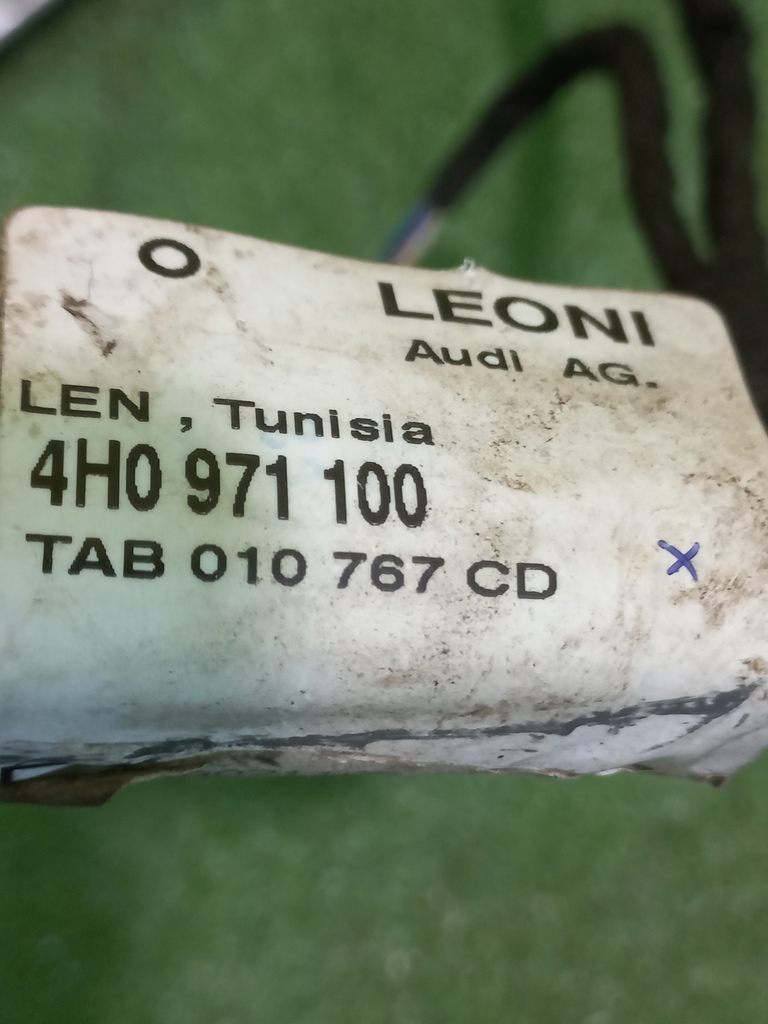 O
LEONI
Audi AG.
LEN , Tunisia
4H0 971 100
TAB 010 767 CD
X